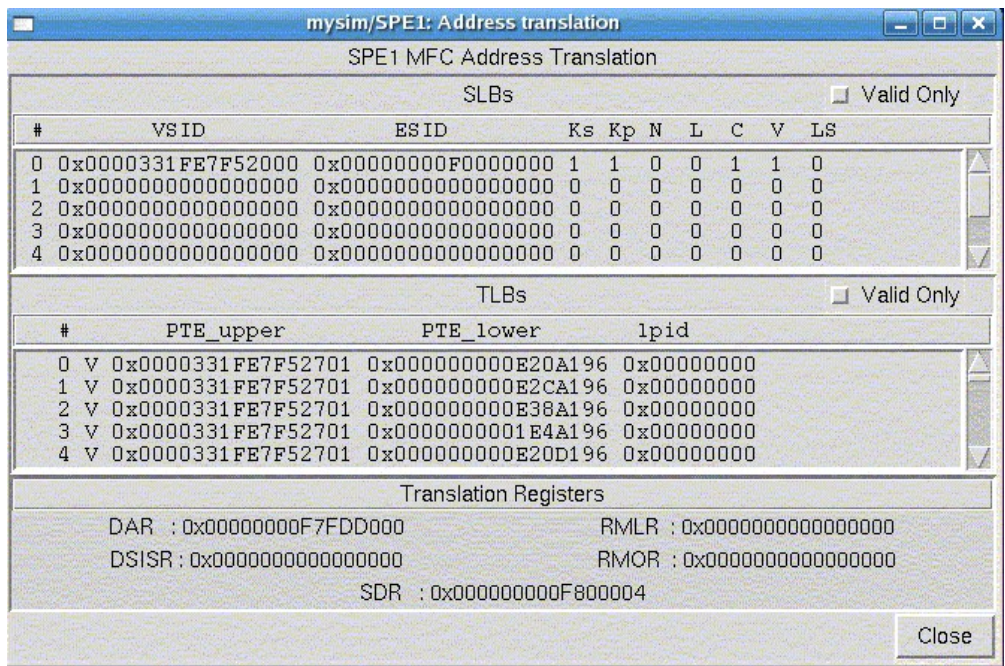 mysim/SPE1: Address translation
SPE1 MFC Address Translation
SLBs Valid Only
# VSID ESID Ks Kp N L C V LS
0 0x0000331FE7F52000 0x00000000F0000000 1 1 0 0 1 1 0
1 0x0000000000000000 0x0000000000000000 0 0 0 0 0 0 0
2 0x0000000000000000 0x0000000000000000 0 0 0 0 0 0 0
3 0x0000000000000000 0x0000000000000000 0 0 0 0 0 0 0
4 0x0000000000000000 0x0000000000000000 0 0 0 0 0 0 0
TLBs Valid Only
# PTE_upper PTE_lower lpid
0 V 0x0000331FE7F52701 0x000000000E20A196 0x00000000
1 V 0x0000331FE7F52701 0x000000000E2CA196 0x00000000
2 V 0x0000331FE7F52701 0x000000000E38A196 0x00000000
3 V 0x0000331FE7F52701 0x0000000001E4A196 0x00000000
4 V 0x0000331FE7F52701 0x000000000E20D196 0x00000000
Translation Registers
DAR : 0x00000000F7FDD000 RMLR : 0x0000000000000000
DSISR : 0x0000000000000000 RMOR : 0x0000000000000000
SDR : 0x000000000F800004
Close